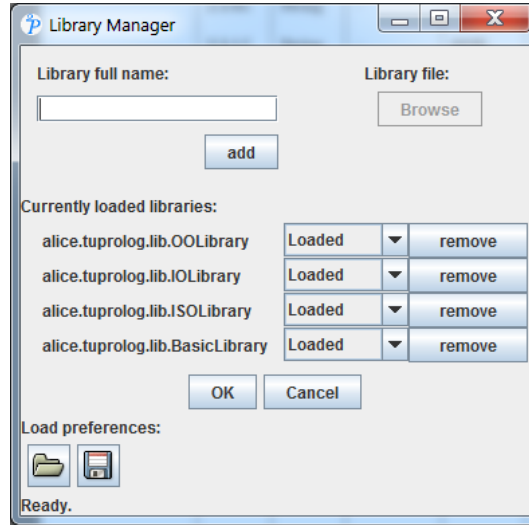 Library Manager
Library full name: Library file:
Browse
add
Currently loaded libraries:
alice.tuprolog.lib.OOLibrary Loaded remove
alice.tuprolog.lib.IOLibrary Loaded remove
alice.tuprolog.lib.ISOLibrary Loaded remove
alice.tuprolog.lib.BasicLibrary Loaded remove
OK Cancel
Load preferences:
Ready.